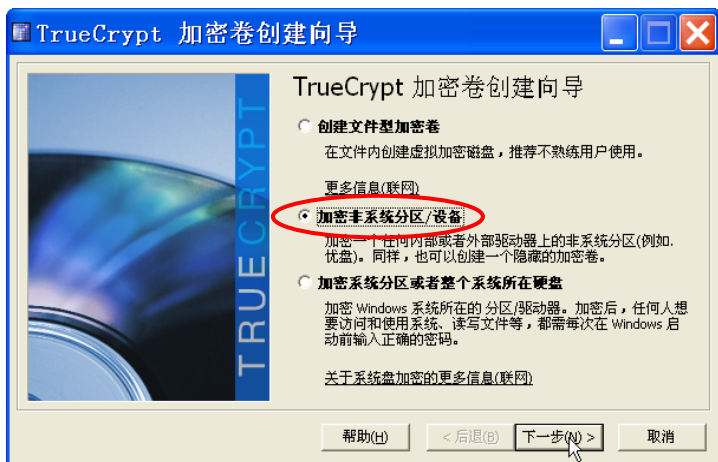 TrueCrypt 加密卷创建向导
TRUECRYPT
TrueCrypt 加密卷创建向导
创建文件型加密卷
在文件内创建虚拟加密磁盘，推荐不熟练用户使用。
更多信息(联网)
加密非系统分区/设备
加密一个任何内部或者外部驱动器上的非系统分区(例如.
优盘)。同样，也可以创建一个隐藏的加密卷。
加密系统分区或者整个系统所在硬盘
加密 Windows 系统所在的 分区/驱动器。加密后，任何人想
要访问和使用系统、读写文件等，都需每次在 Windows 启
动前输入正确的密码。
关于系统盘加密的更多信息(联网)
帮助(H)
< 后退(B)
下一步(N) >
取消